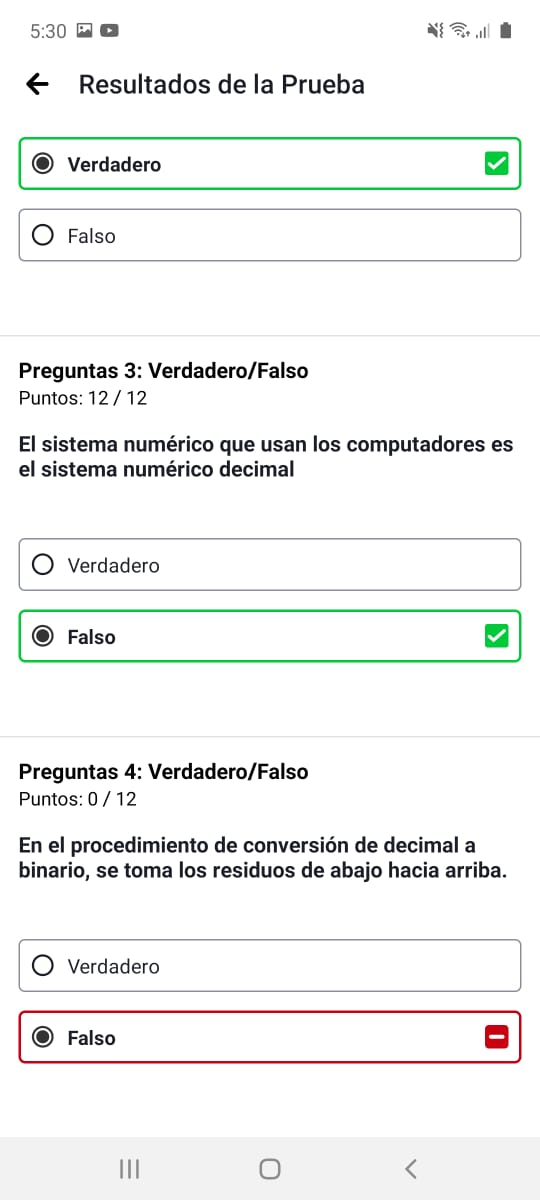 5:30
Resultados de la Prueba
Verdadero
Falso
Preguntas 3: Verdadero/Falso
Puntos: 12 / 12
El sistema numérico que usan los computadores es
el sistema numérico decimal
Verdadero
Falso
Preguntas 4: Verdadero/Falso
Puntos: 0 / 12
En el procedimiento de conversión de decimal a
binario, se toma los residuos de abajo hacia arriba.
Verdadero
Falso